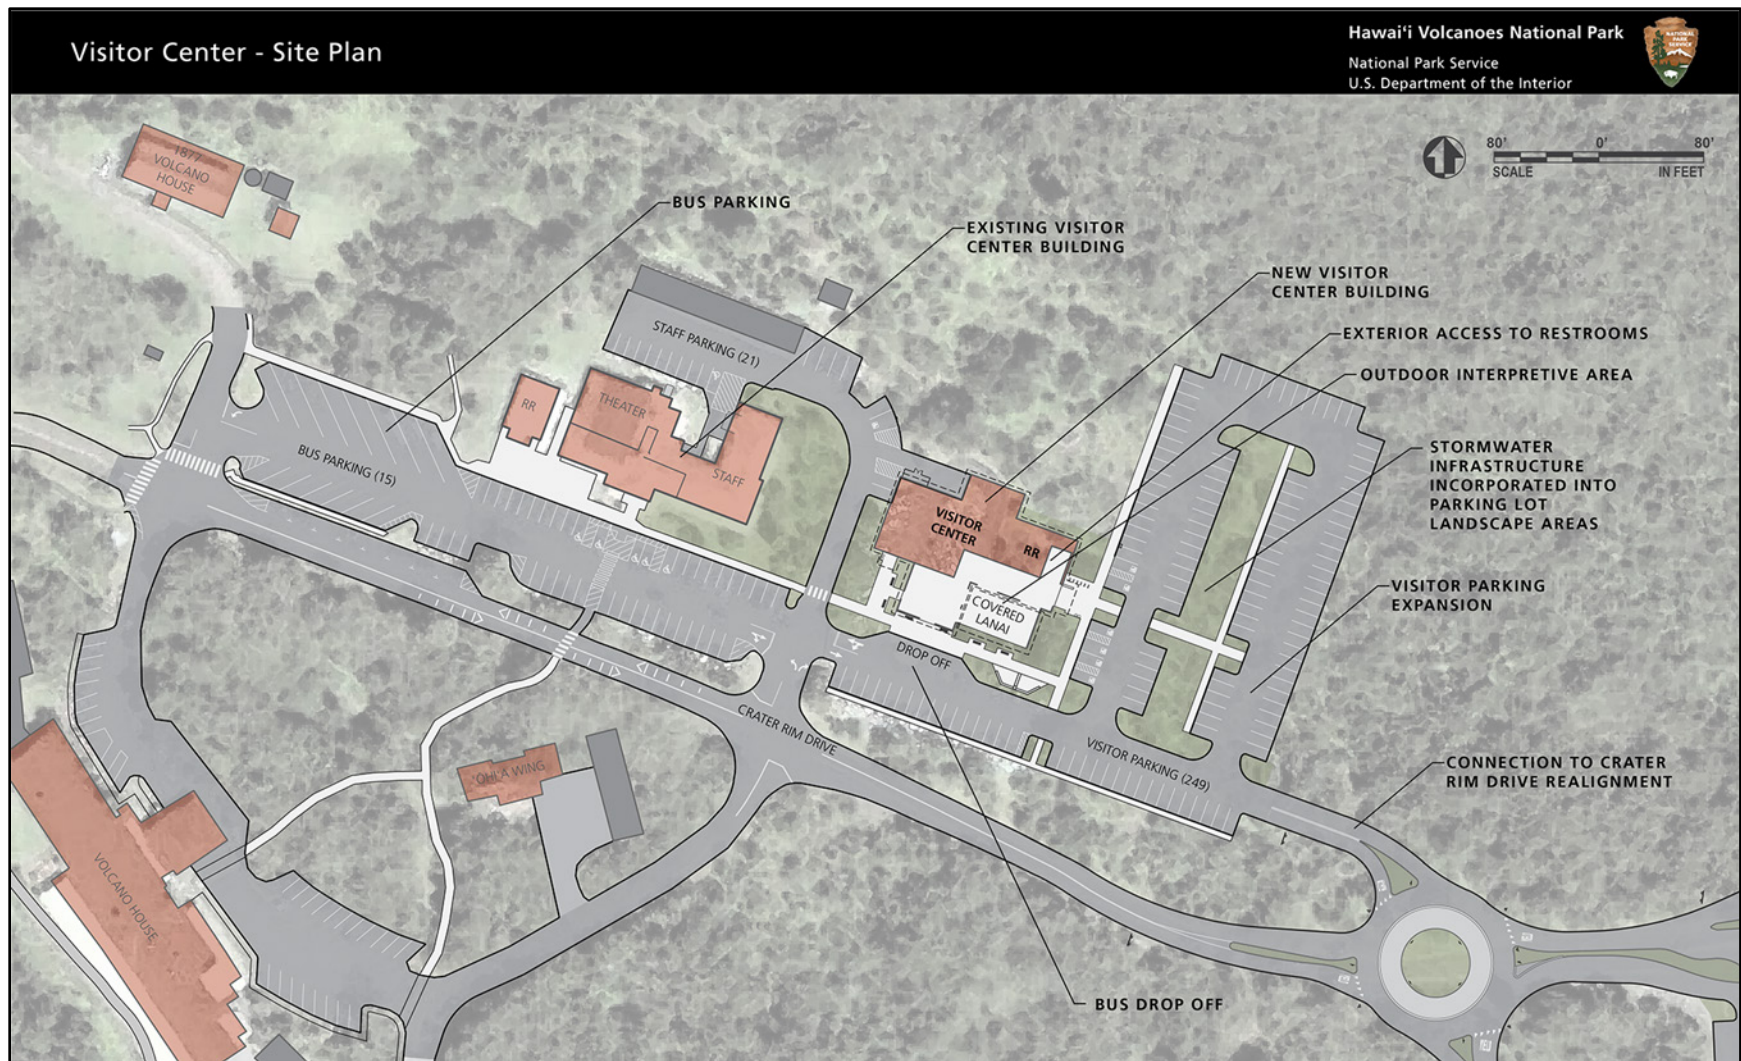 Visitor Center - Site Plan
Hawai‘i Volcanoes National Park
National Park Service
U.S. Department of the Interior
NATIONAL
PARK
SERVICE
80'
0'
80'
SCALE
IN FEET
1877
VOLCANO
HOUSE
BUS PARKING
EXISTING VISITOR
CENTER BUILDING
NEW VISITOR
CENTER BUILDING
EXTERIOR ACCESS TO RESTROOMS
OUTDOOR INTERPRETIVE AREA
STORMWATER
INFRASTRUCTURE
INCORPORATED INTO
PARKING LOT
LANDSCAPE AREAS
VISITOR PARKING
EXPANSION
CONNECTION TO CRATER
RIM DRIVE REALIGNMENT
BUS DROP OFF
STAFF PARKING (21)
RR
THEATER
STAFF
BUS PARKING (15)
VISITOR
CENTER
RR
COVERED
LANAI
DROP OFF
CRATER RIM DRIVE
VISITOR PARKING (249)
'OHI'A WING
VOLCANO HOUSE